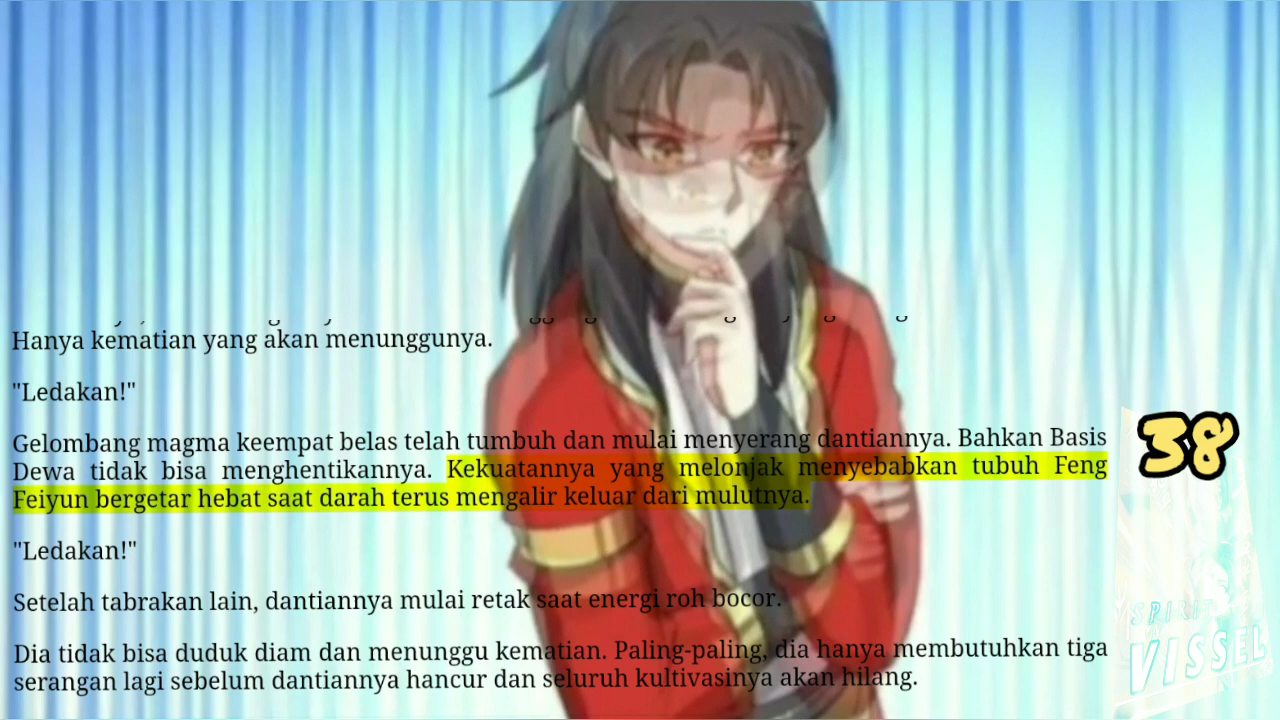 Hanya kematian yang akan menunggunya.
"Ledakan!"
Gelombang magma keempat belas telah tumbuh dan mulai menyerang dantiannya. Bahkan Basis
Dewa tidak bisa menghentikannya. Kekuatannya yang melonjak menyebabkan tubuh Feng
Feiyun bergetar hebat saat darah terus mengalir keluar dari mulutnya.
"Ledakan!"
Setelah tabrakan lain, dantiannya mulai retak saat energi roh bocor.
Dia tidak bisa duduk diam dan menunggu kematian. Paling-paling, dia hanya membutuhkan tiga
serangan lagi sebelum dantiannya hancur dan seluruh kultivasinya akan hilang.
38
SPIRIT
VISSEL